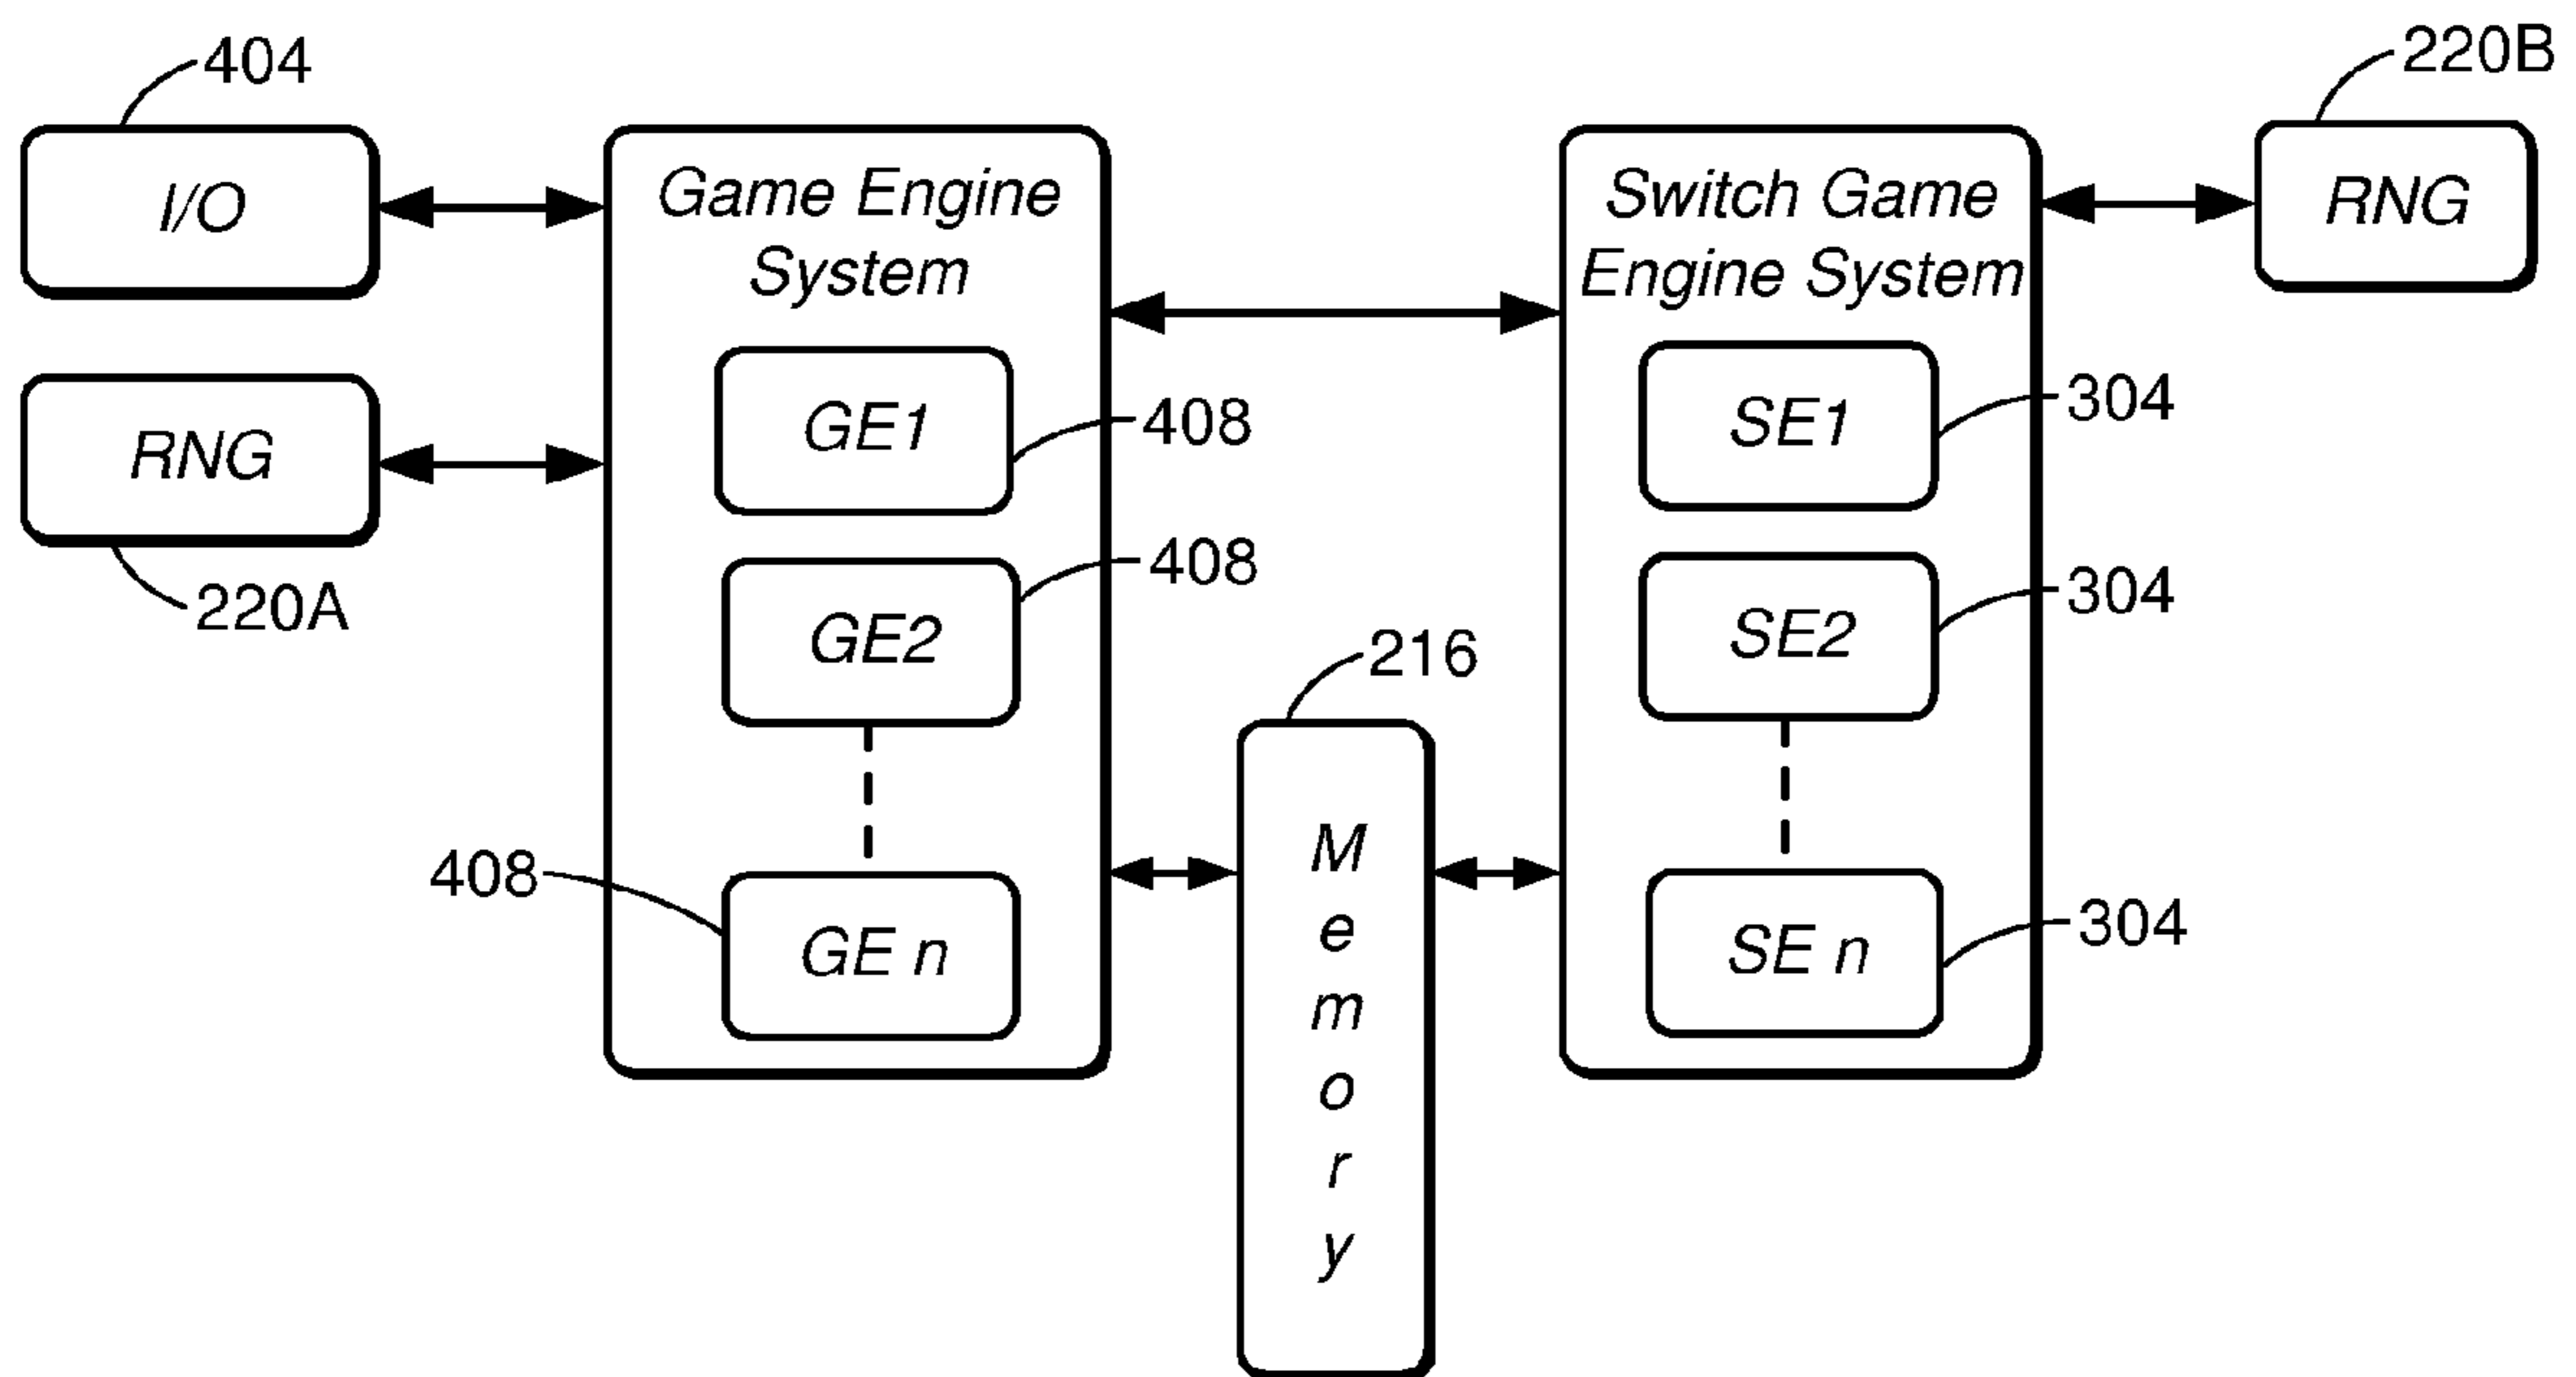 404
220B
I/O
Game Engine
System
Switch Game
Engine System
RNG
RNG
220A
GE1
408
GE2
408
GE n
408
216
M
e
m
o
r
y
SE1
304
SE2
304
SE n
304